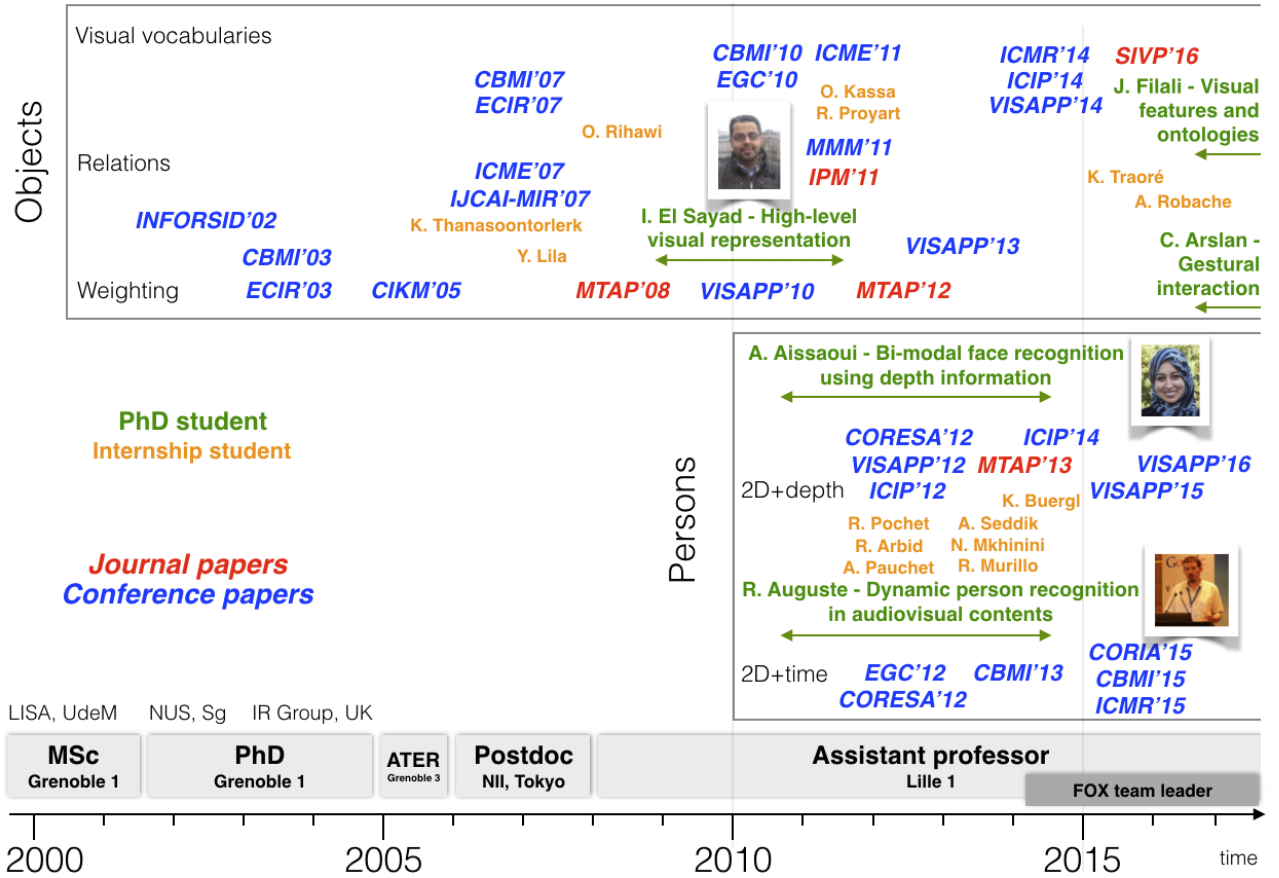 Objects
Visual vocabularies
CBMI'07
ECIR'07
O. Rihawi
CBMI'10
EGC'10
ICME'11
O. Kassa
R. Proyart
ICMR'14
ICIP'14
VISAPP'14
SIVP'16
J. Filali - Visual
features and
ontologies
Relations
ICME'07
IJCAI-MIR'07
MMM'11
IPM'11
K. Traoré
A. Robache
INFORSID'02
K. Thanasoontorlerk
Y. Lila
I. El Sayad - High-level
visual representation
VISAPP'13
C. Arslan -
Gestural
interaction
CBMI'03
Weighting
ECIR'03
CIKM'05
MTAP'08
VISAPP'10
MTAP'12
PhD student
Internship student
Journal papers
Conference papers
Persons
A. Aissaoui - Bi-modal face recognition
using depth information
CORESA'12
VISAPP'12
ICIP'12
ICIP'14
MTAP'13
VISAPP'16
VISAPP'15
2D+depth
K. Buergl
R. Pochet
R. Arbid
A. Pauchet
A. Seddik
N. Mkhinini
R. Murillo
Go
R. Auguste - Dynamic person recognition
in audiovisual contents
2D+time
EGC'12
CORESA'12
CBMI'13
CORIA'15
CBMI'15
ICMR'15
LISA, UdeM
NUS, Sg
IR Group, UK
MSc
Grenoble 1
PhD
Grenoble 1
ATER
Grenoble 3
Postdoc
NII, Tokyo
Assistant professor
Lille 1
FOX team leader
2000
2005
2010
2015
time